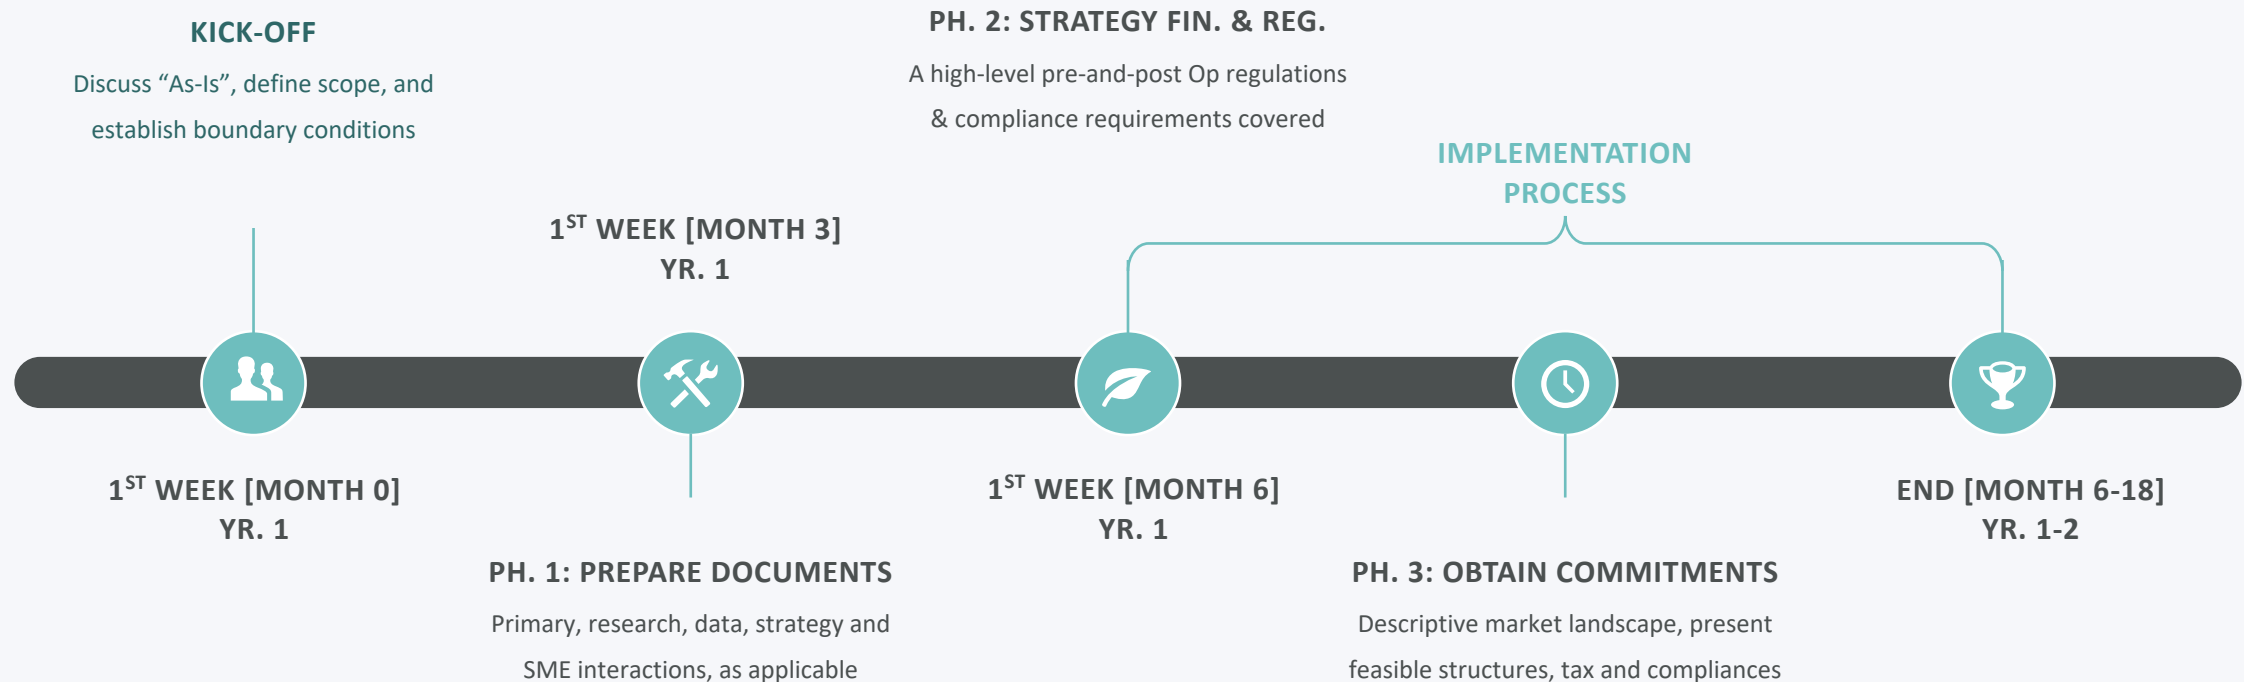 KICK-OFF
Discuss “As-Is”, define scope, and
establish boundary conditions
1ST WEEK [MONTH 0]
YR. 1
1ST WEEK [MONTH 3]
YR. 1
PH. 1: PREPARE DOCUMENTS
Primary, research, data, strategy and
SME interactions, as applicable
PH. 2: STRATEGY FIN. & REG.
A high-level pre-and-post Op regulations
& compliance requirements covered
1ST WEEK [MONTH 6]
YR. 1
IMPLEMENTATION
PROCESS
PH. 3: OBTAIN COMMITMENTS
Descriptive market landscape, present
feasible structures, tax and compliances
END [MONTH 6-18]
YR. 1-2